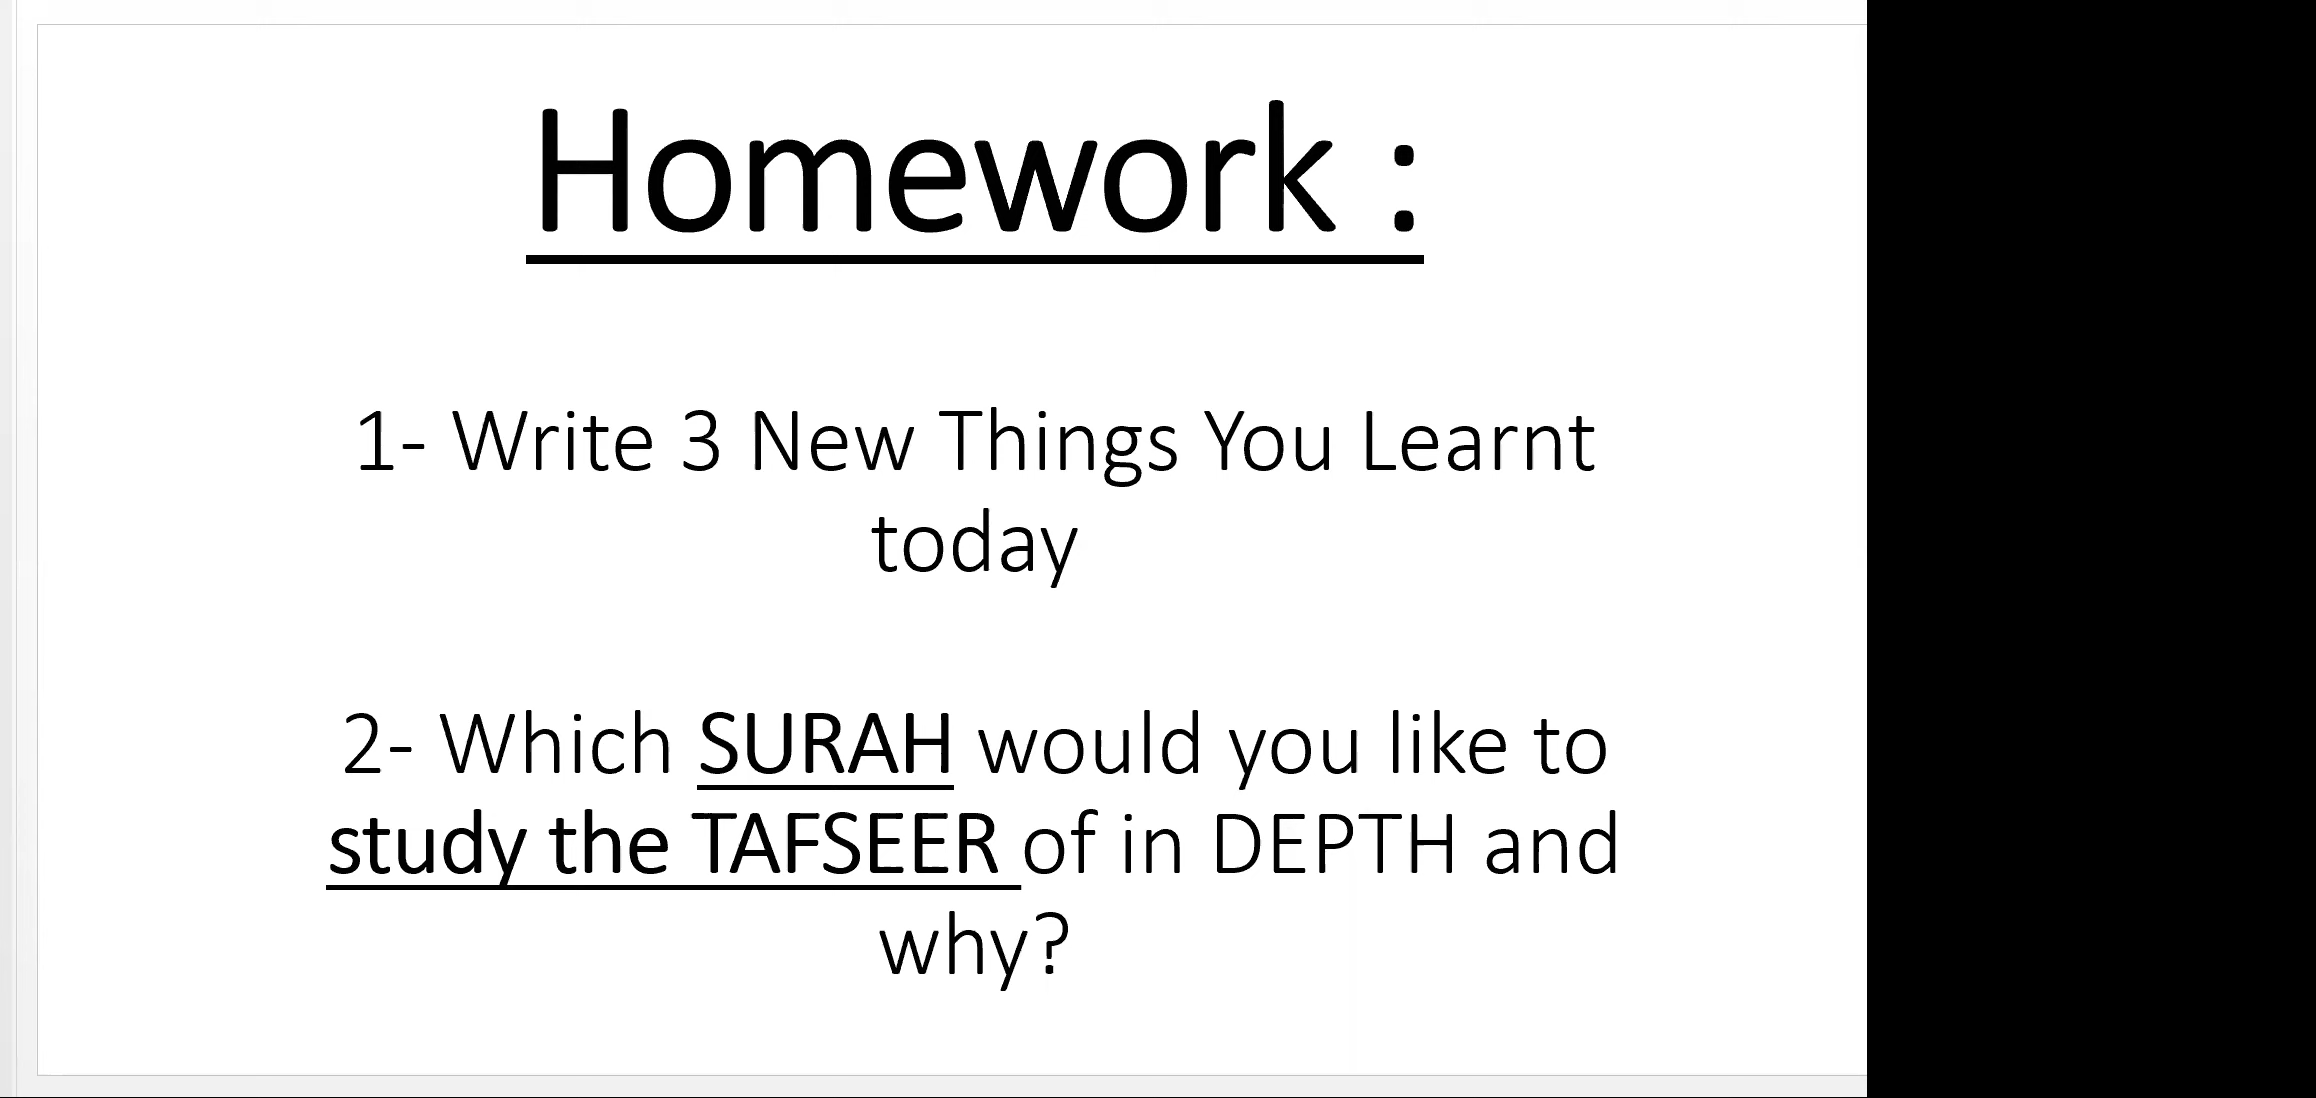 Homework :
1- Write 3 New Things You Learnt
today
2- Which SURAH would you like to
study the TAFSEER of in DEPTH and
why?